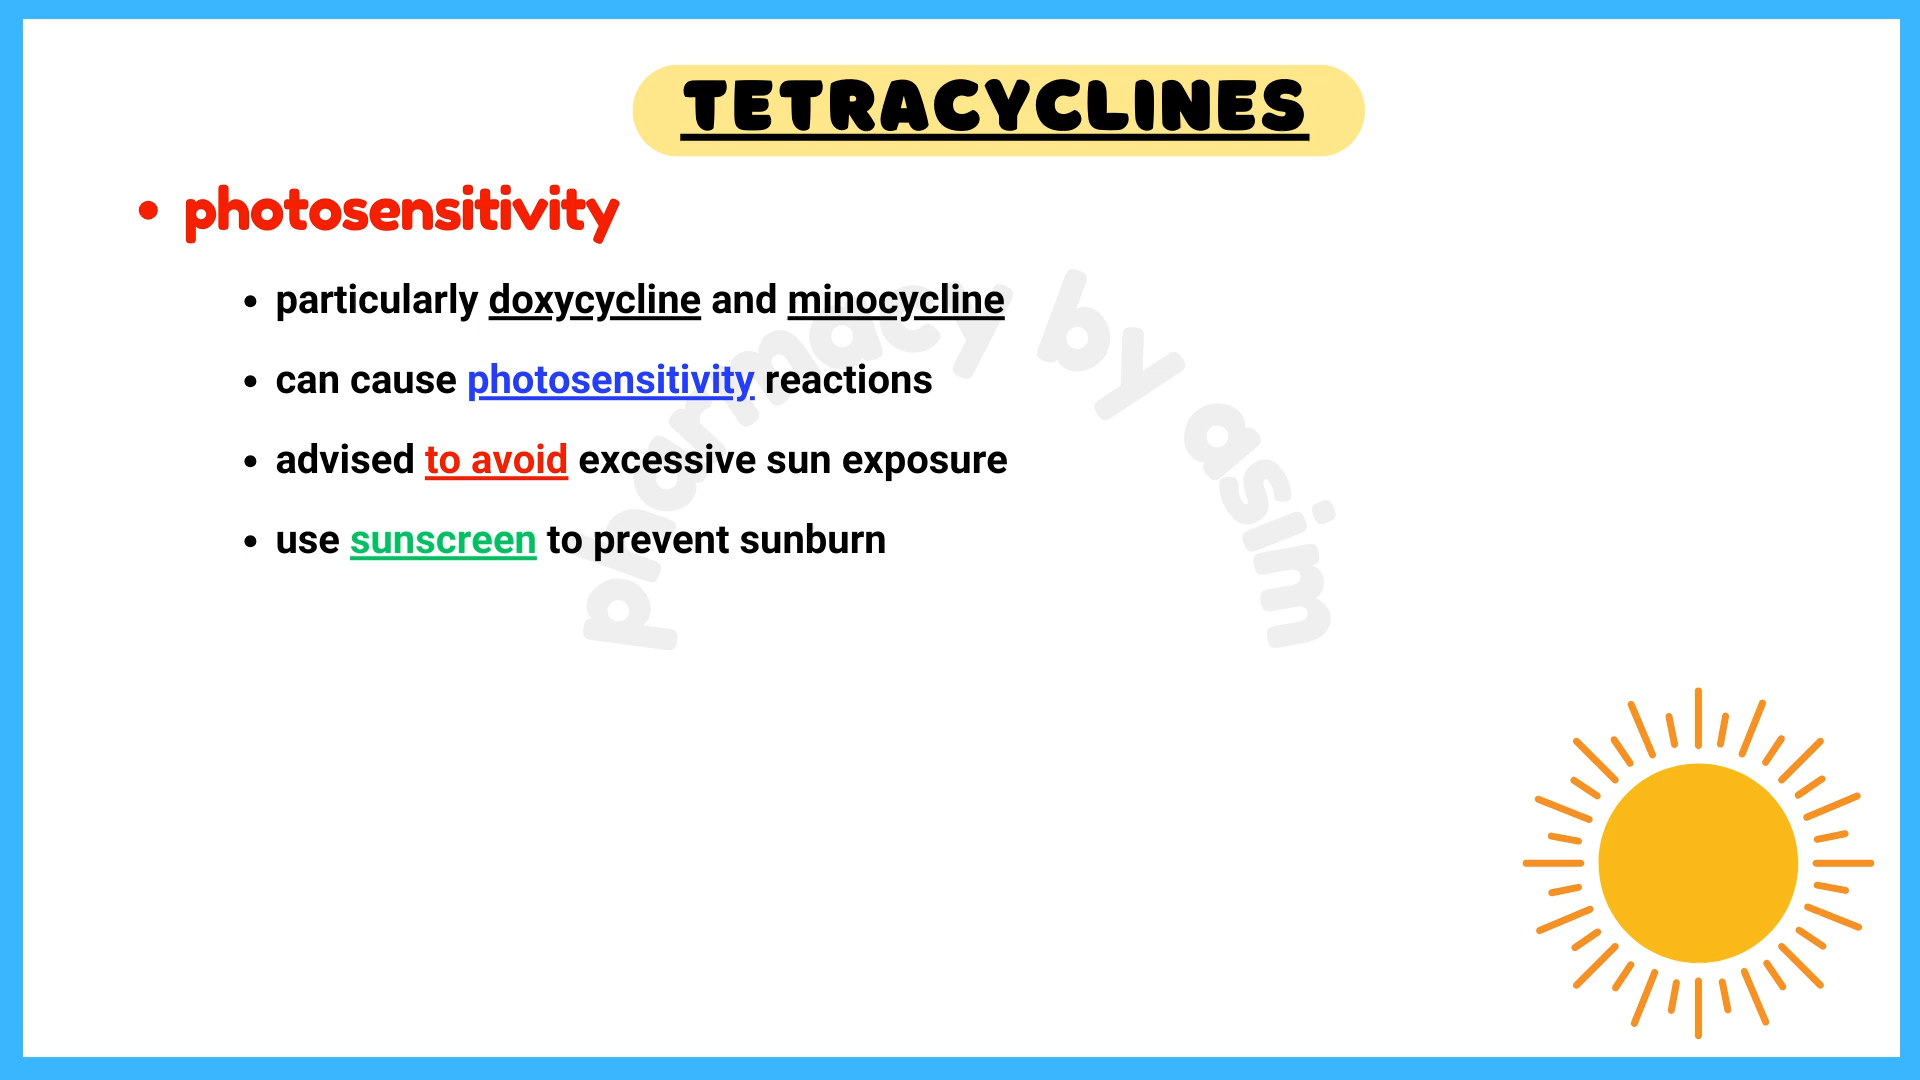 TETRACYCLINES
• photosensitivity
• particularly doxycycline and minocycline
• can cause photosensitivity reactions
• advised to avoid excessive sun exposure
• use sunscreen to prevent sunburn
pharmacy by asim